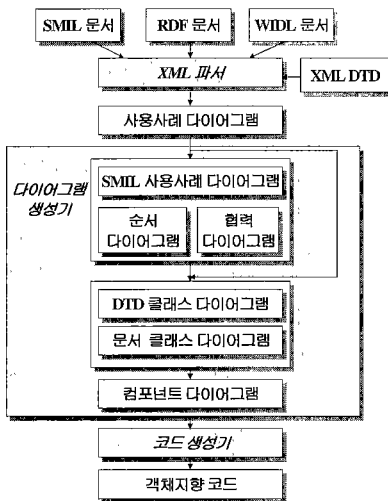 SMIL 문서
RDF 문서
WIDL 문서
XML 파서
XML DTD
사용사례 다이어그램
다이어그램
생성기
SMIL 사용사례 다이어그램
순서
다이어그램
협력
다이어그램
DTD 클래스 다이어그램
문서 클래스 다이어그램
컴포넌트 다이어그램
코드 생성기
객체지향 코드